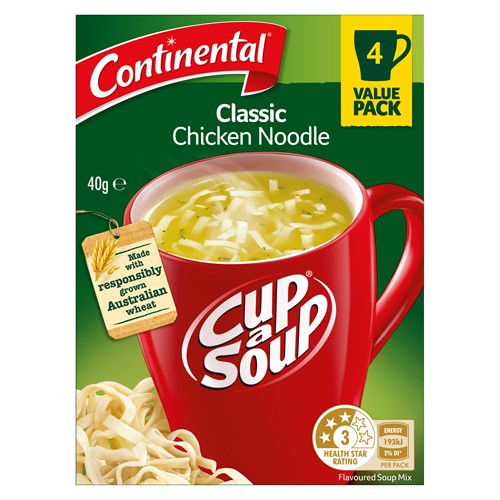 Continental®
4
VALUE
PACK
Classic
Chicken Noodle
40g ℮
Made
with
responsibly
grown
Australian
wheat
Cup®
a
Soup
3
HEALTH STAR
RATING
ENERGY
193kJ
2% DI*
PER PACK
Flavoured Soup Mix